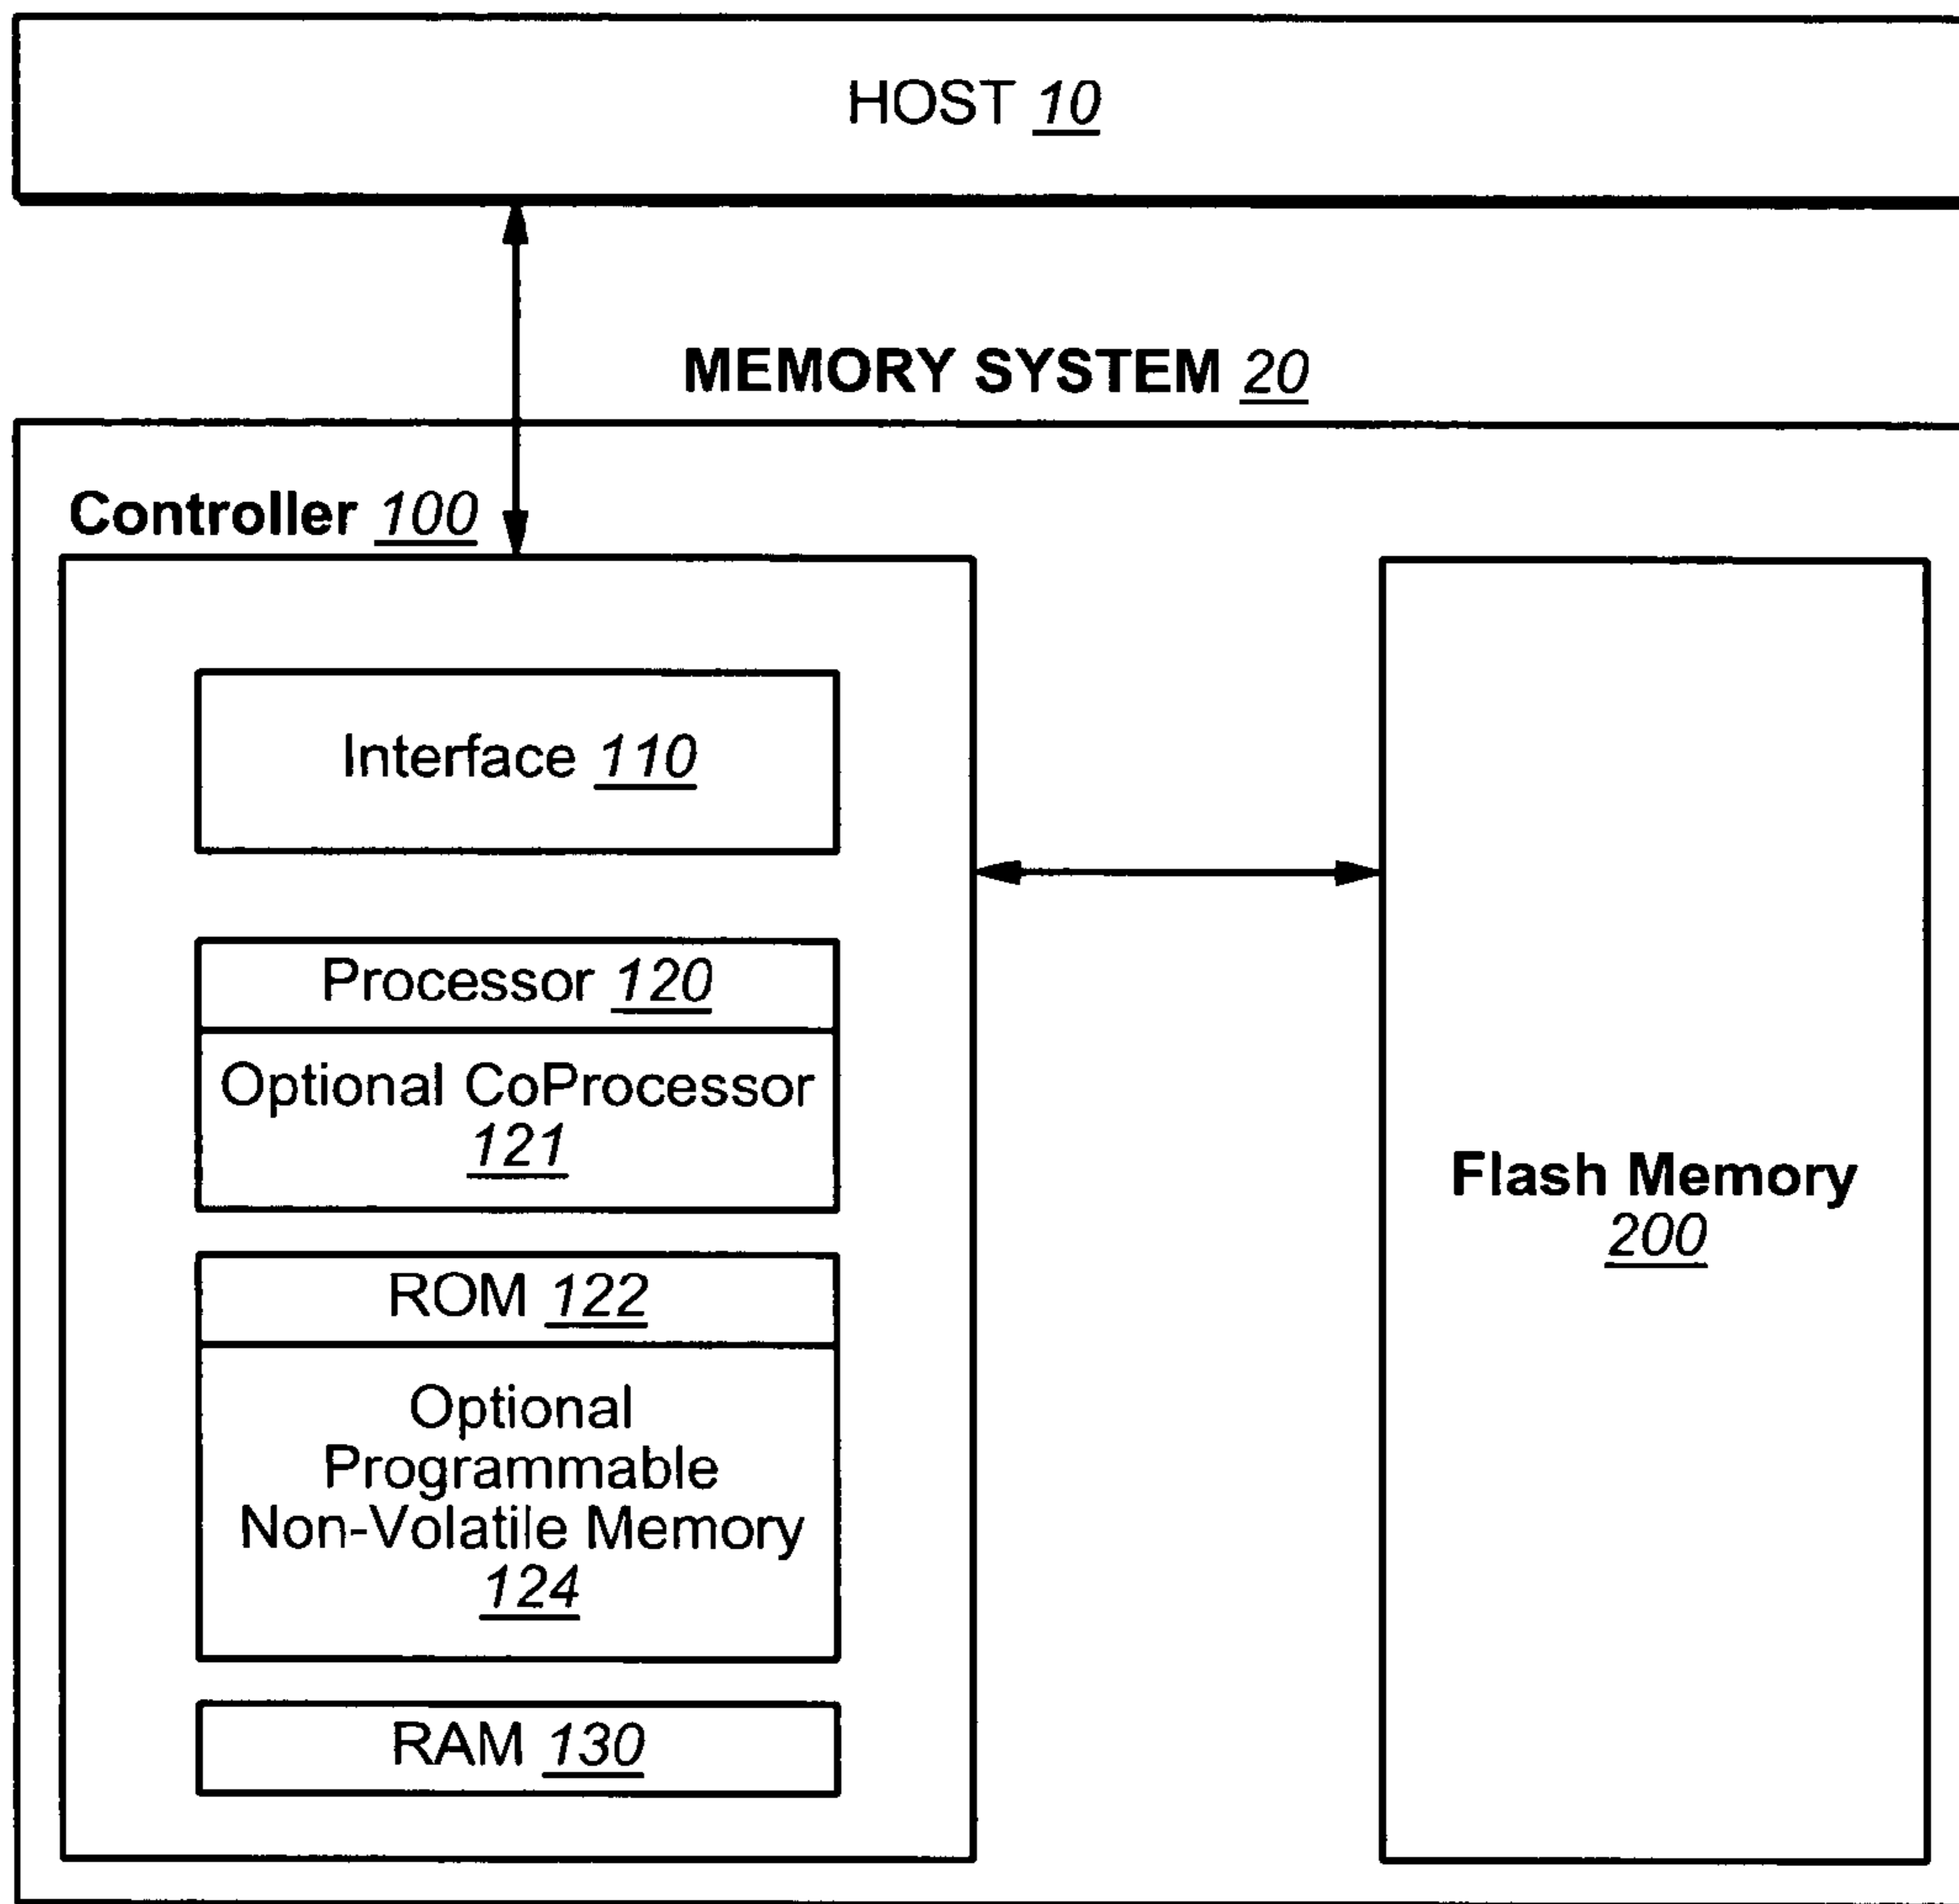 HOST 10
MEMORY SYSTEM 20
Controller 100
Interface 110
Processor 120
Optional CoProcessor
121
ROM 122
Optional
Programmable
Non-Volatile Memory
124
RAM 130
Flash Memory
200